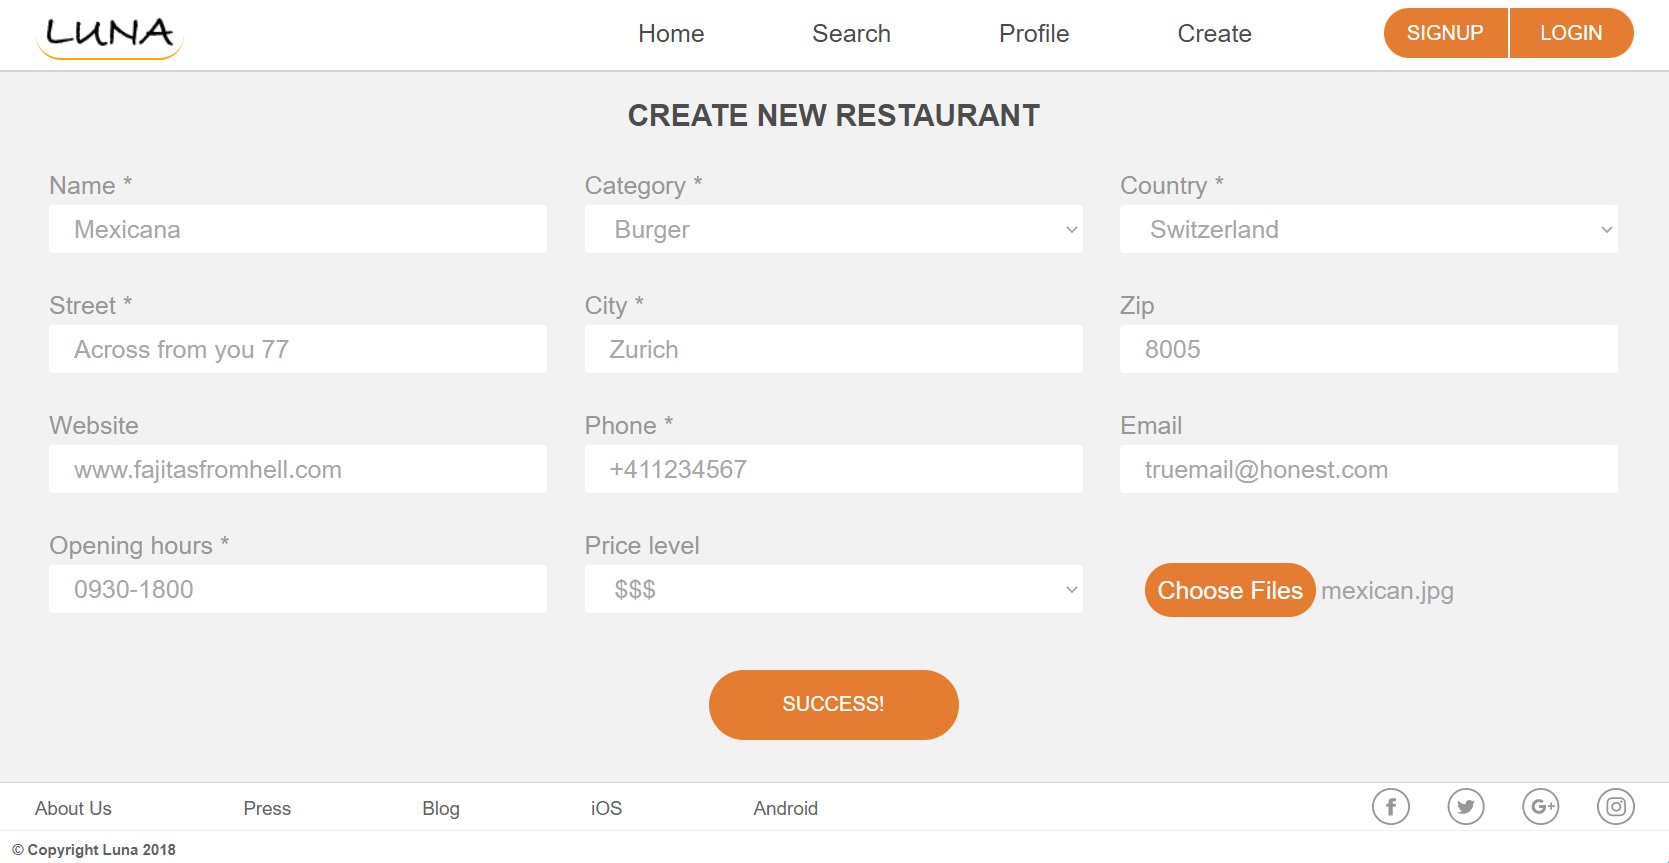 LUNA
Home Search Profile Create SIGNUP LOGIN
CREATE NEW RESTAURANT
Name * Category * Country *
Mexicana Burger Switzerland
Street * City * Zip
Across from you 77 Zurich 8005
Website Phone * Email
www.fajitasfromhell.com +411234567 truemail@honest.com
Opening hours * Price level
0930-1800 $$$ Choose Files mexican.jpg
SUCCESS!
About Us Press Blog iOS Android f G+
© Copyright Luna 2018